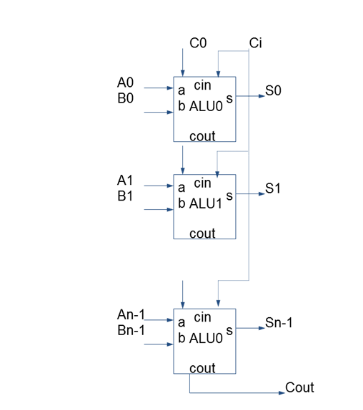 C0 Ci
A0 a cin S0
B0 b ALU0 s
cout
A1 a cin S1
B1 b ALU1 s
cout
An-1 a cin Sn-1
Bn-1 b ALU0 s
cout
Cout